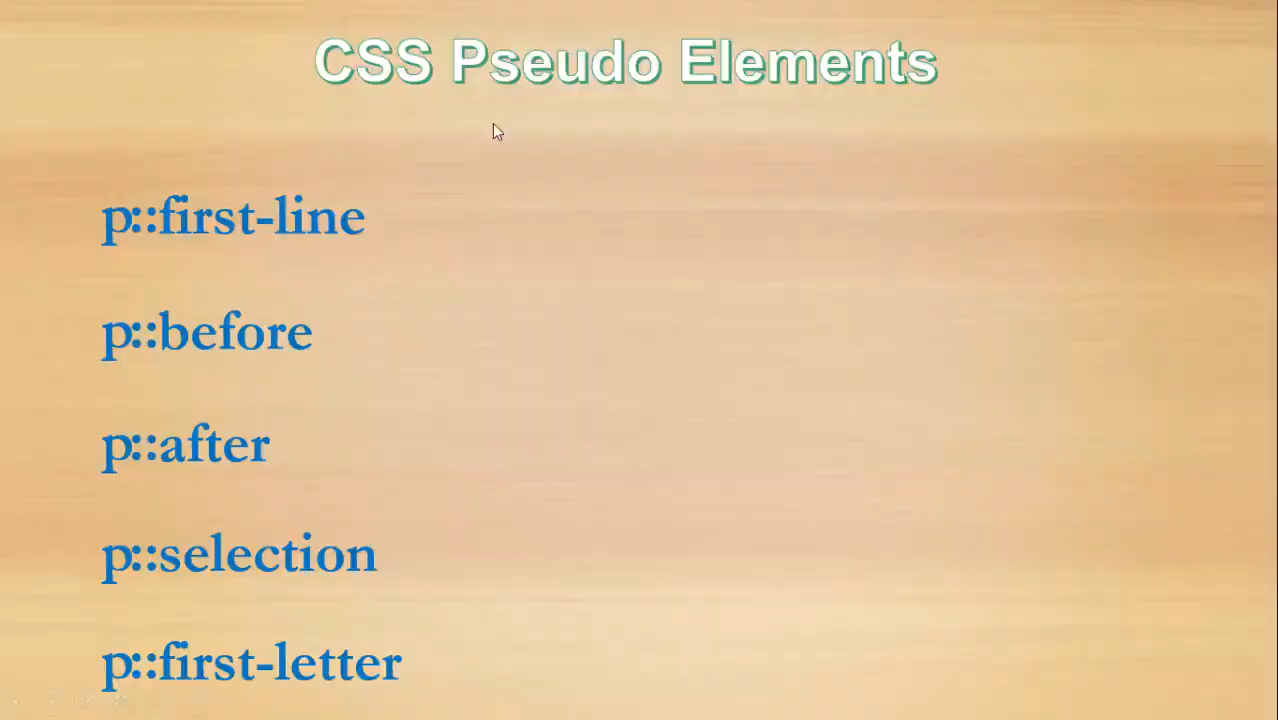 CSS Pseudo Elements
p::first-line
p::before
p::after
p::selection
p::first-letter